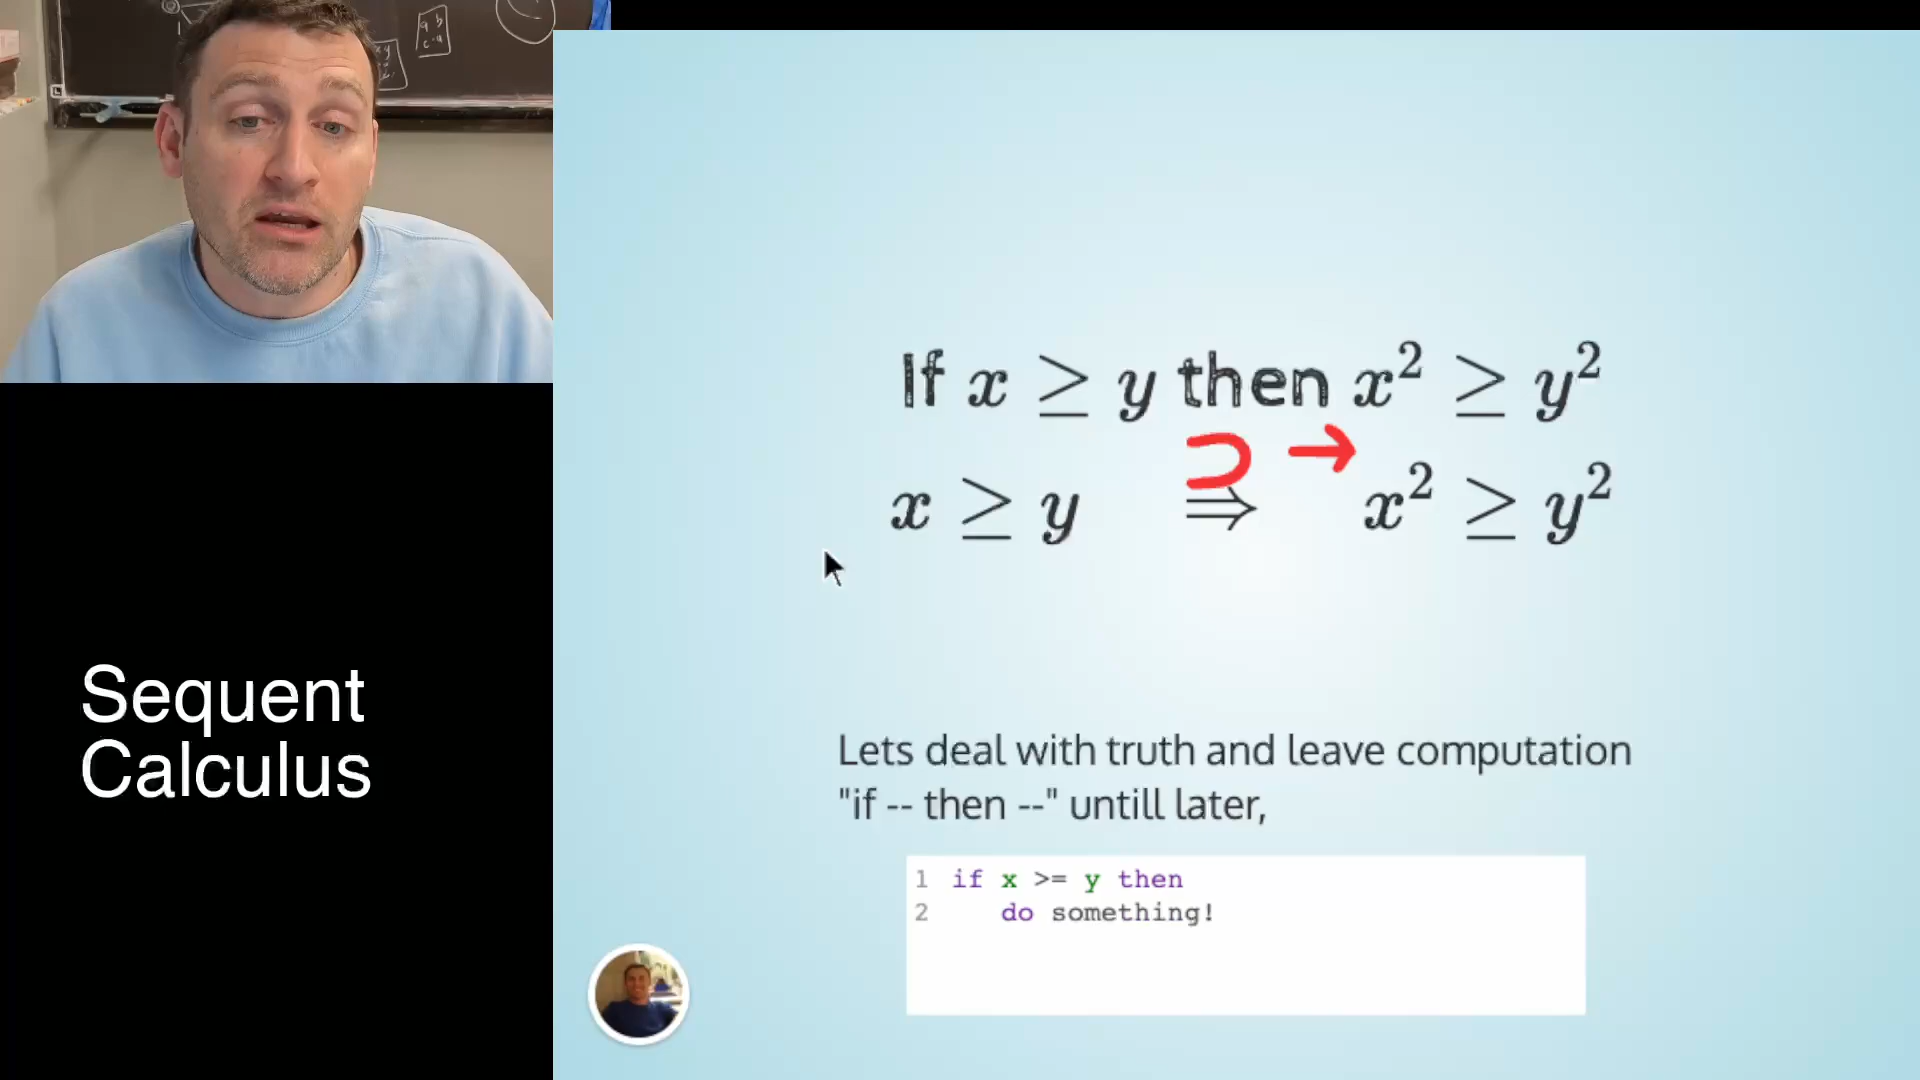 a b
c d
x y
If x ≥ y then x² ≥ y²
⊃ →
x ≥ y ⇒ x² ≥ y²
Sequent
Calculus
Lets deal with truth and leave computation
"if -- then --" untill later,
1 if x >= y then
2 do something!